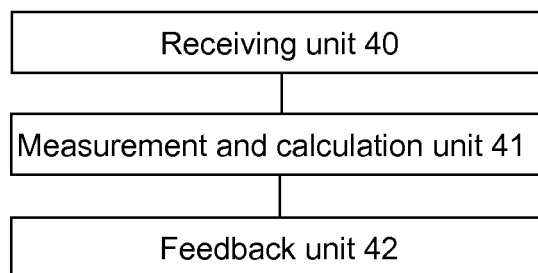 Receiving unit 40
Measurement and calculation unit 41
Feedback unit 42